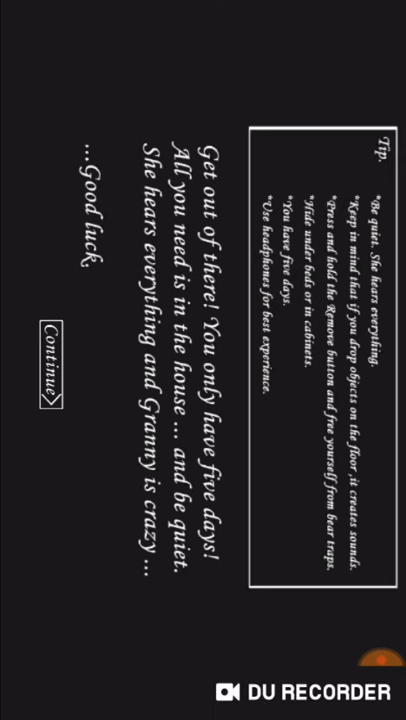 Tip.
*Be quiet. She hears everything.
*Keep in mind that if you drop objects on the floor ,it creates sounds.
*Press and hold the Remove button and free yourself from bear traps.
*Hide under beds or in cabinets.
*You have five days.
*Use headphones for best experience.
Get out of there! You only have five days!
All you need is in the house ... and be quiet.
She hears everything and Granny is crazy ...
...Good luck.
Continue
DU RECORDER